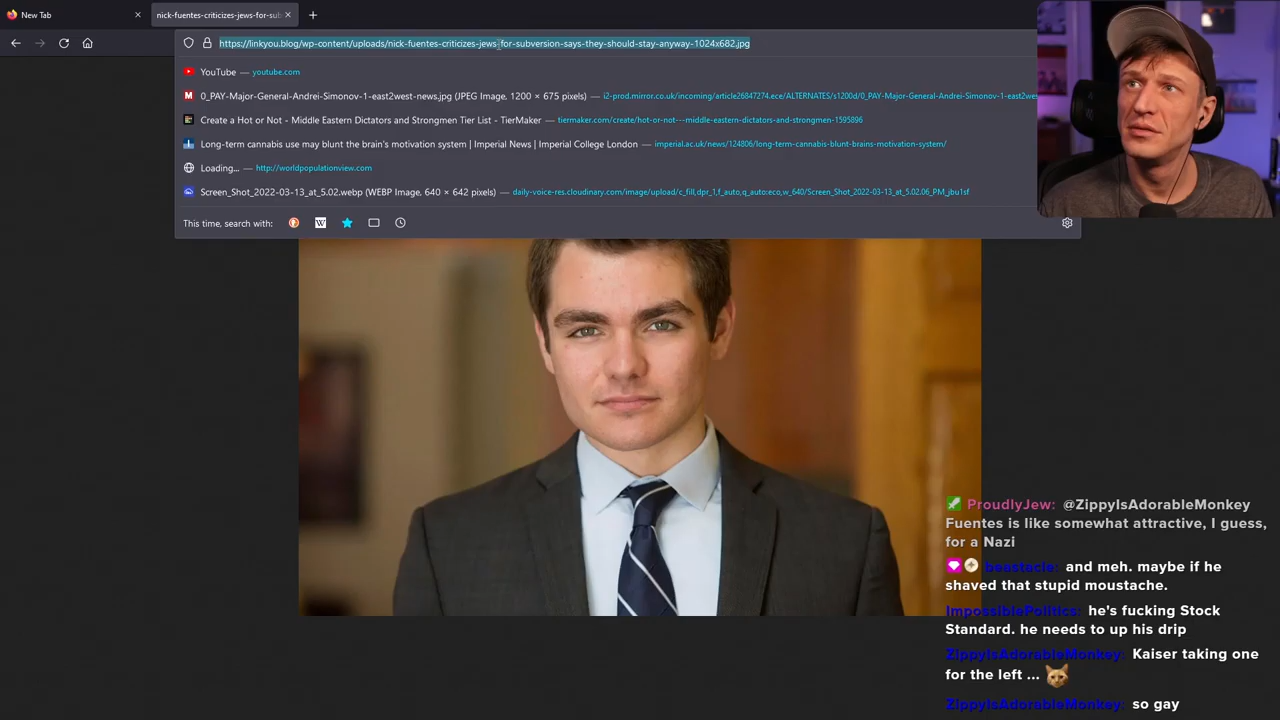 New Tab
nick-fuentes-criticizes-jews-for-sub
https://linkyou.blog/wp-content/uploads/nick-fuentes-criticizes-jews-for-subversion-says-they-should-stay-anyway-1024x682.jpg
YouTube — youtube.com
0_PAY-Major-General-Andrei-Simonov-1-east2west-news.jpg (JPEG Image, 1200 × 675 pixels) — i2-prod.mirror.co.uk/incoming/article26847274.ece/ALTERNATES/s1200d/0_PAY-Major-General-Andrei-Simonov-1-east2wes
Create a Hot or Not - Middle Eastern Dictators and Strongmen Tier List - TierMaker — tiermaker.com/create/hot-or-not---middle-eastern-dictators-and-strongmen-1595896
Long-term cannabis use may blunt the brain's motivation system | Imperial News | Imperial College London — imperial.ac.uk/news/124806/long-term-cannabis-blunt-brains-motivation-system/
Loading... — http://worldpopulationview.com
Screen_Shot_2022-03-13_at_5.02.webp (WEBP Image, 640 × 642 pixels) — daily-voice-res.cloudinary.com/image/upload/c_fill,dpr_1,f_auto,q_auto:eco,w_640/Screen_Shot_2022-03-13_at_5.02.06_PM_jbu1sf
This time, search with:
W
ProudlyJew: @ZippyIsAdorableMonkey
Fuentes is like somewhat attractive, I guess,
for a Nazi
beastacle: and meh. maybe if he
shaved that stupid moustache.
ImpossiblePolitics: he's fucking Stock
Standard. he needs to up his drip
ZippyIsAdorableMonkey: Kaiser taking one
for the left ...
ZippyIsAdorableMonkey: so gay